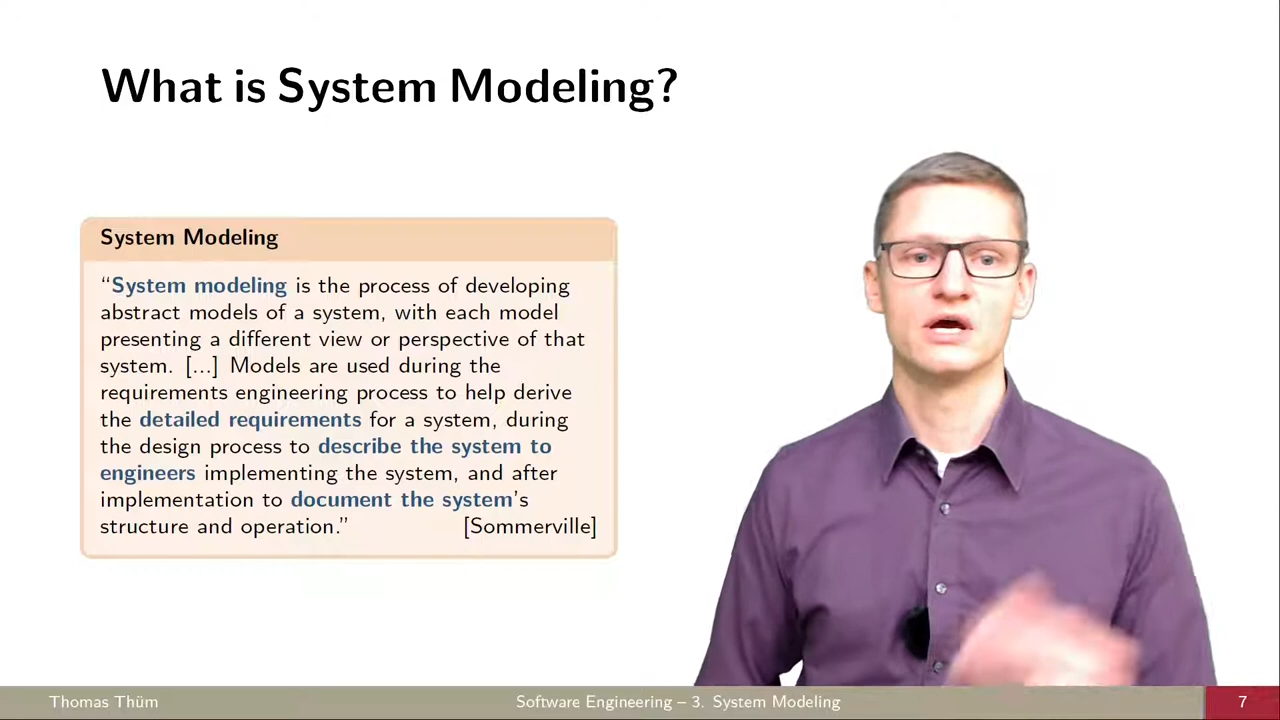 What is System Modeling?
System Modeling
“System modeling is the process of developing
abstract models of a system, with each model
presenting a different view or perspective of that
system. [...] Models are used during the
requirements engineering process to help derive
the detailed requirements for a system, during
the design process to describe the system to
engineers implementing the system, and after
implementation to document the system’s
structure and operation.” [Sommerville]
Thomas Thüm
Software Engineering – 3. System Modeling
7